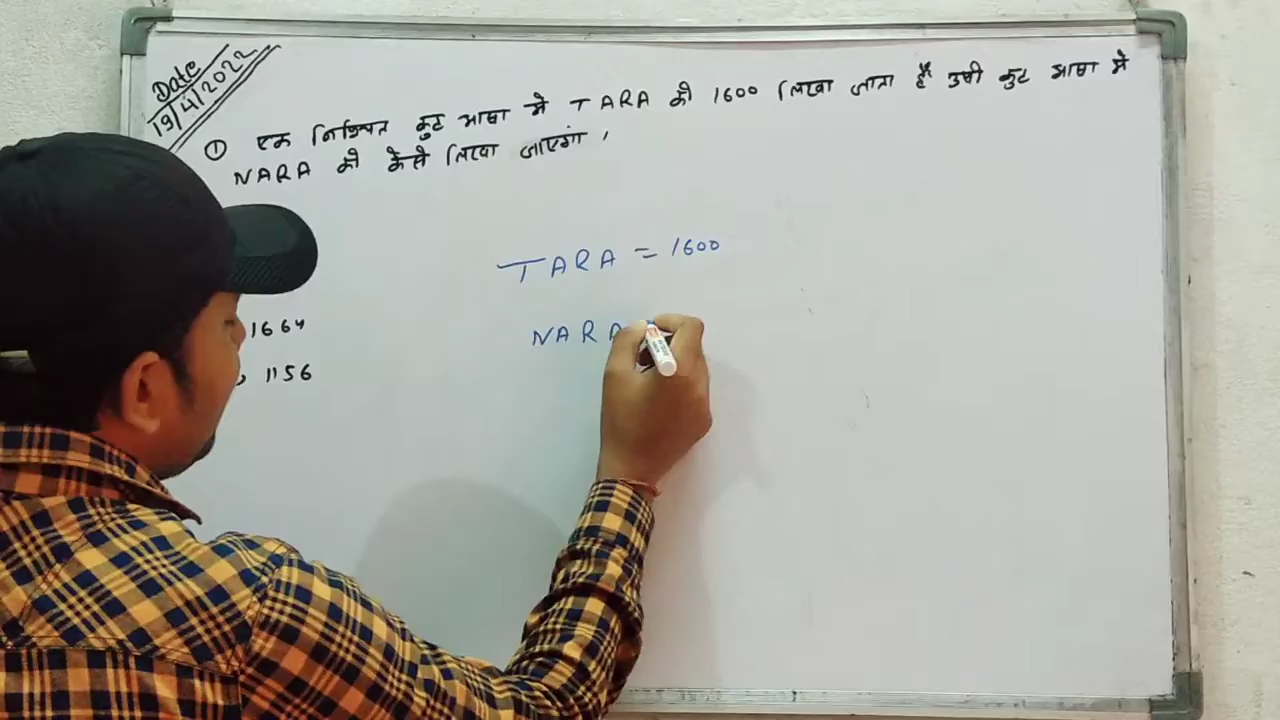 Date
19/4/2022
① एक निश्चित कुट भाषा मे TARA को 1600 लिखा जाता है उसी कुट भाषा मे
NARA को कैसे लिखा जाएगा ।
TARA = 1600
1664
NARA
1156